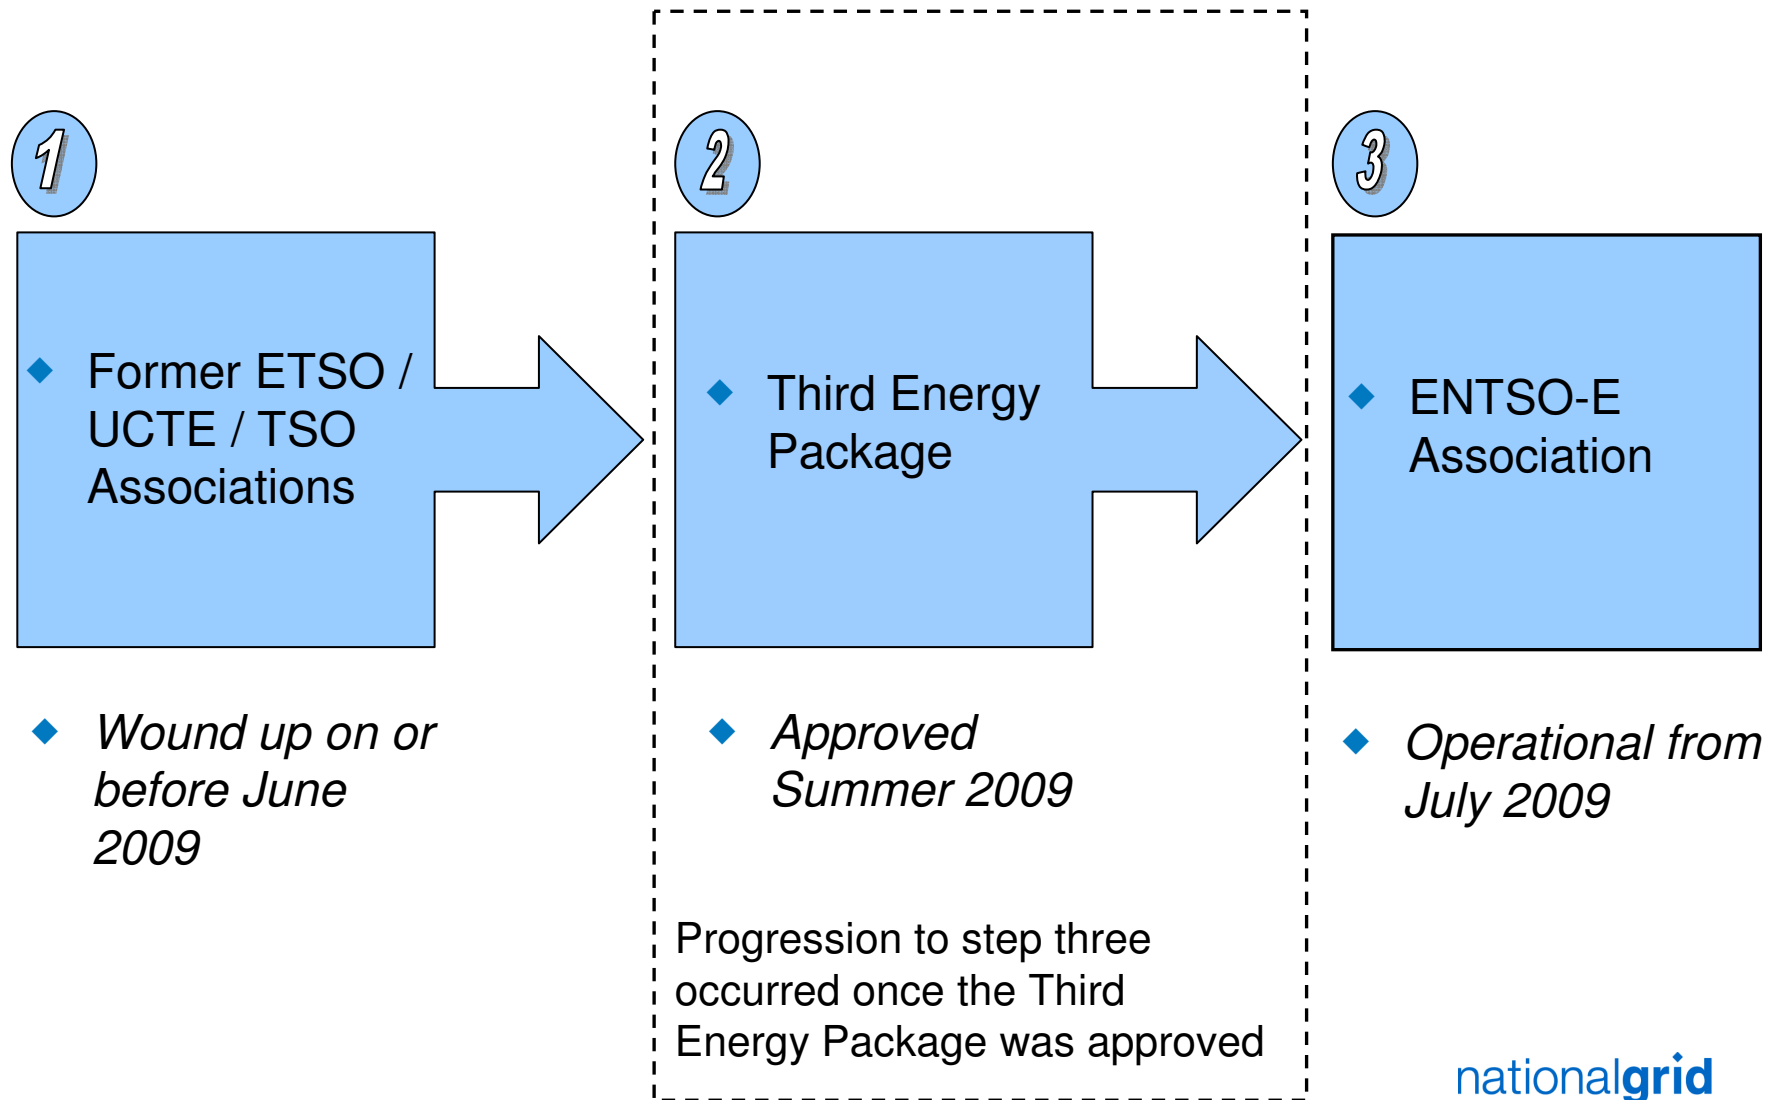 1
Former ETSO /
UCTE / TSO
Associations
Wound up on or
before June
2009
2
Third Energy
Package
Approved
Summer 2009
Progression to step three
occurred once the Third
Energy Package was approved
3
ENTSO-E
Association
Operational from
July 2009
nationalgrid